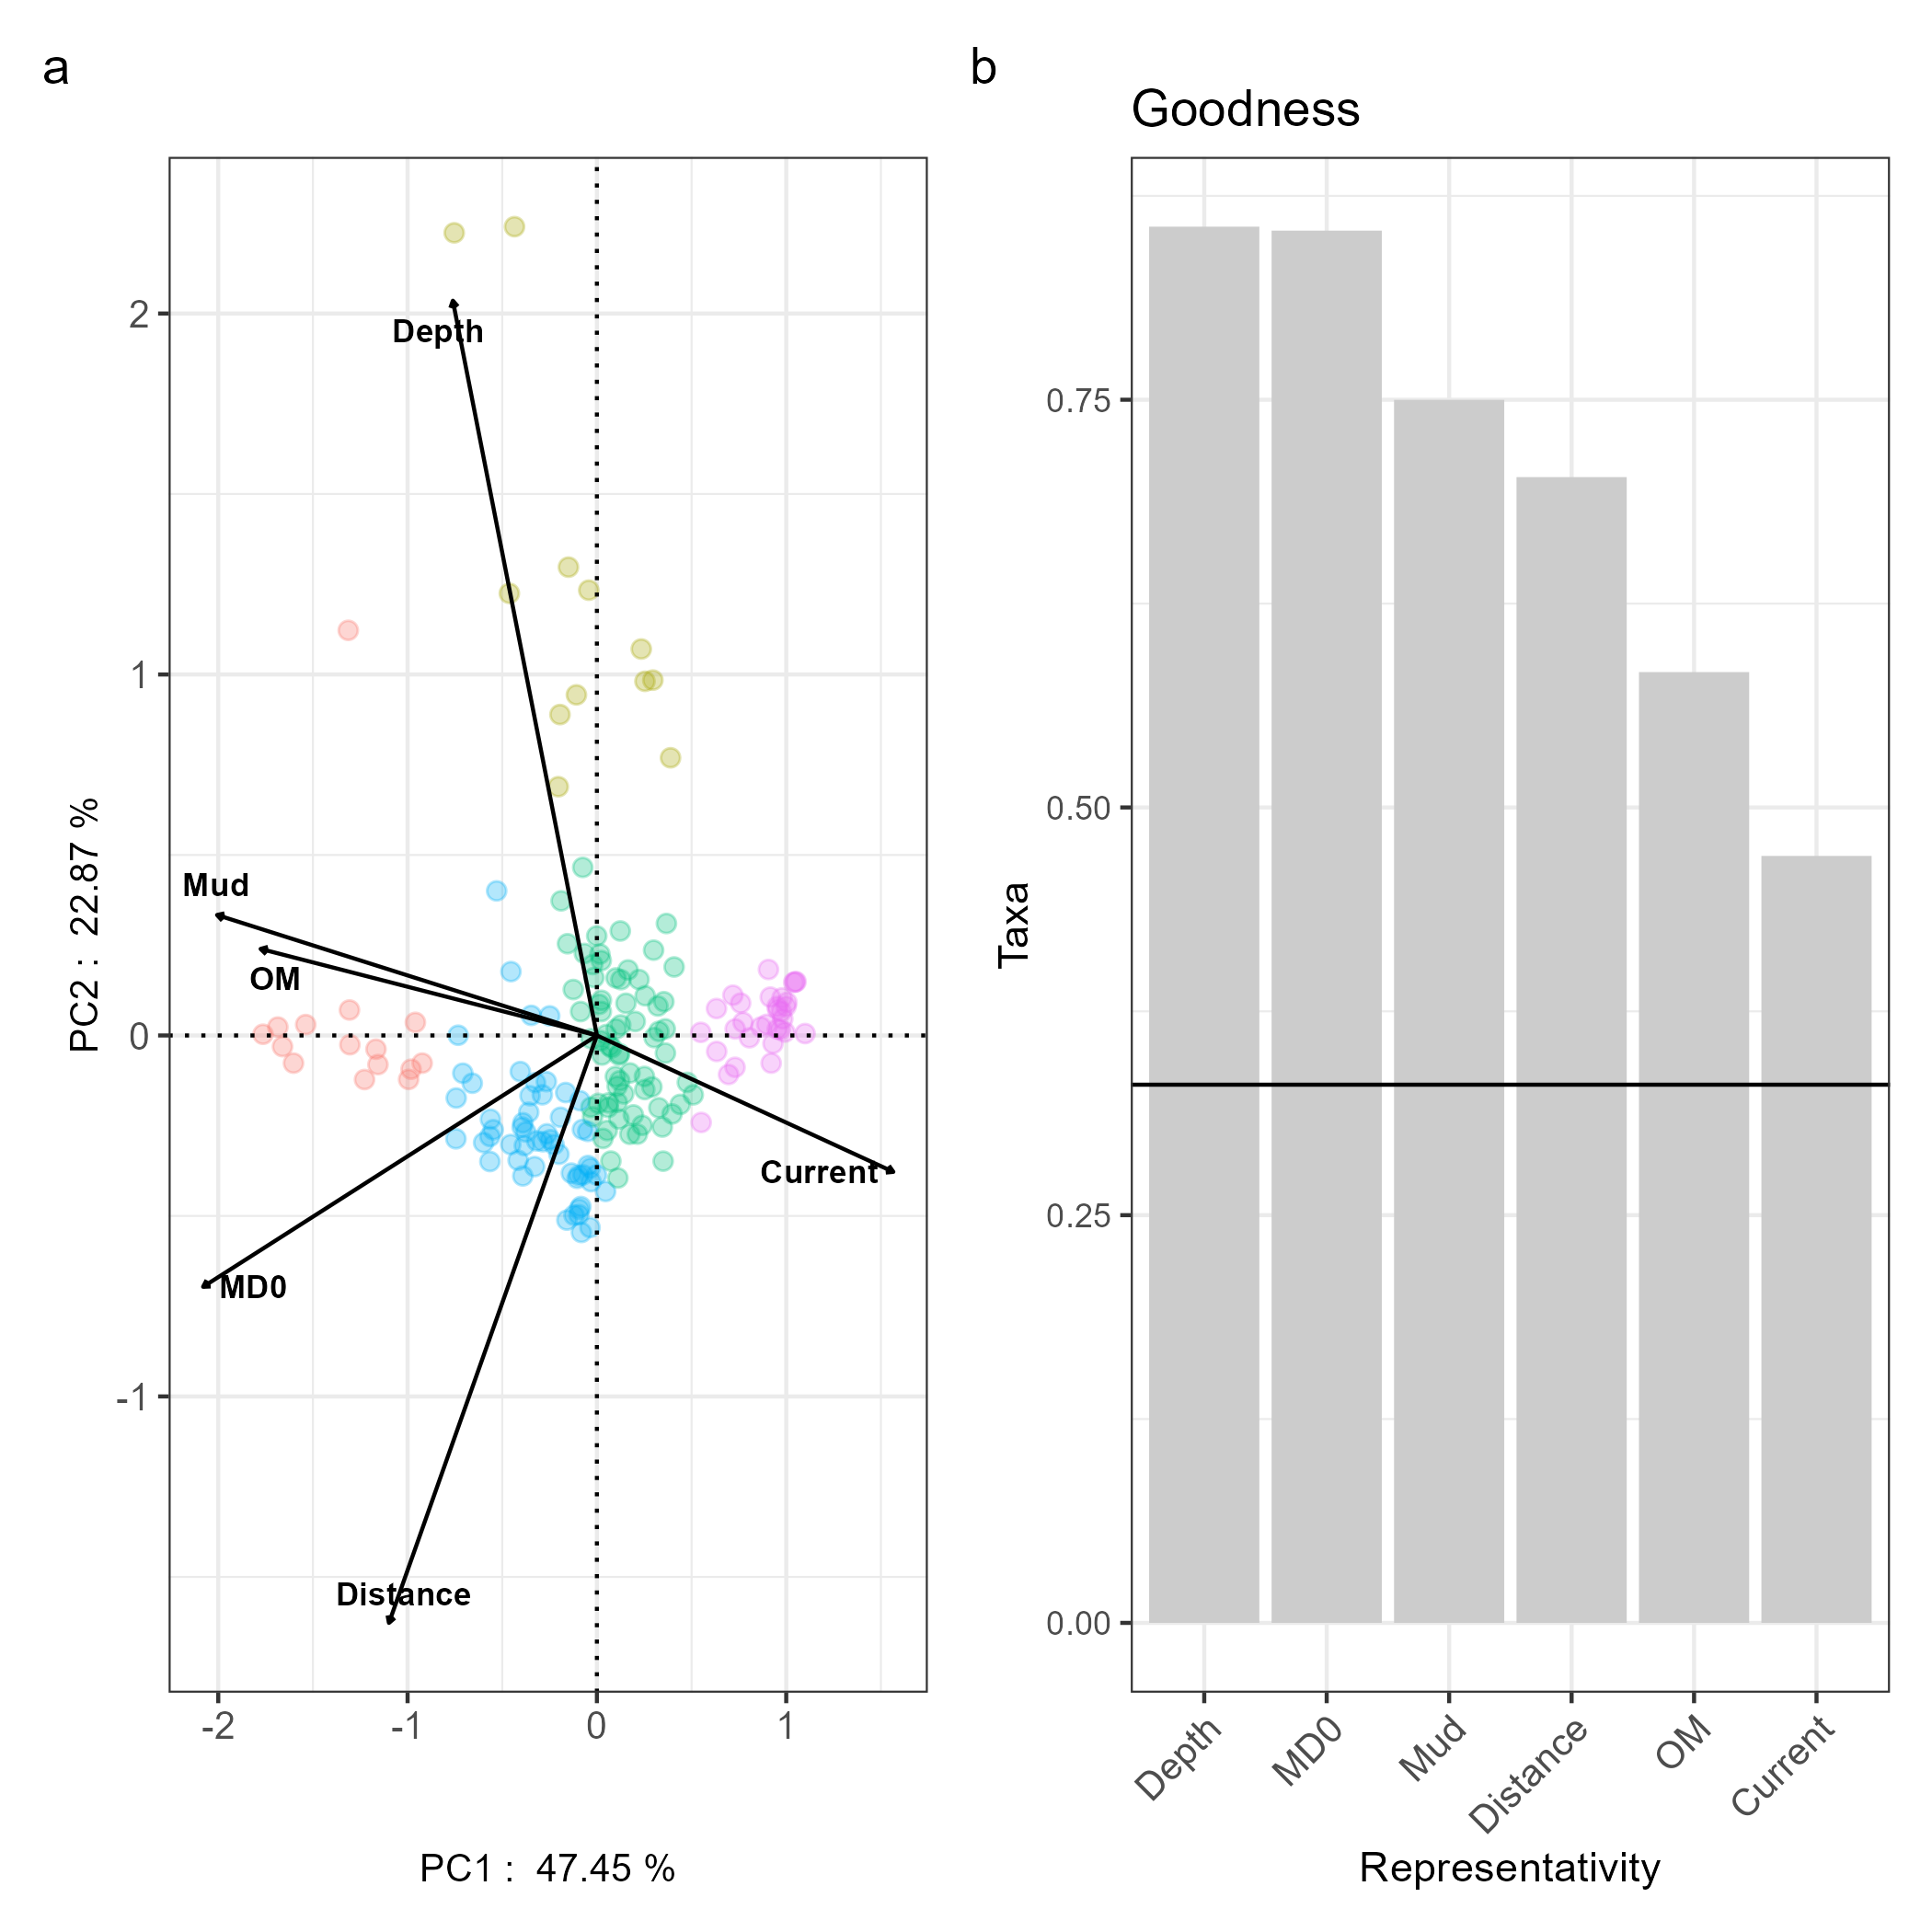 a
2
1
0
-1
-2
-1
0
1
PC2 : 22.87 %
PC1 : 47.45 %
Depth
Mud
OM
MD0
Distance
Current
b
Goodness
0.75
0.50
0.25
0.00
Taxa
Depth
MD0
Mud
Distance
OM
Current
Representativity